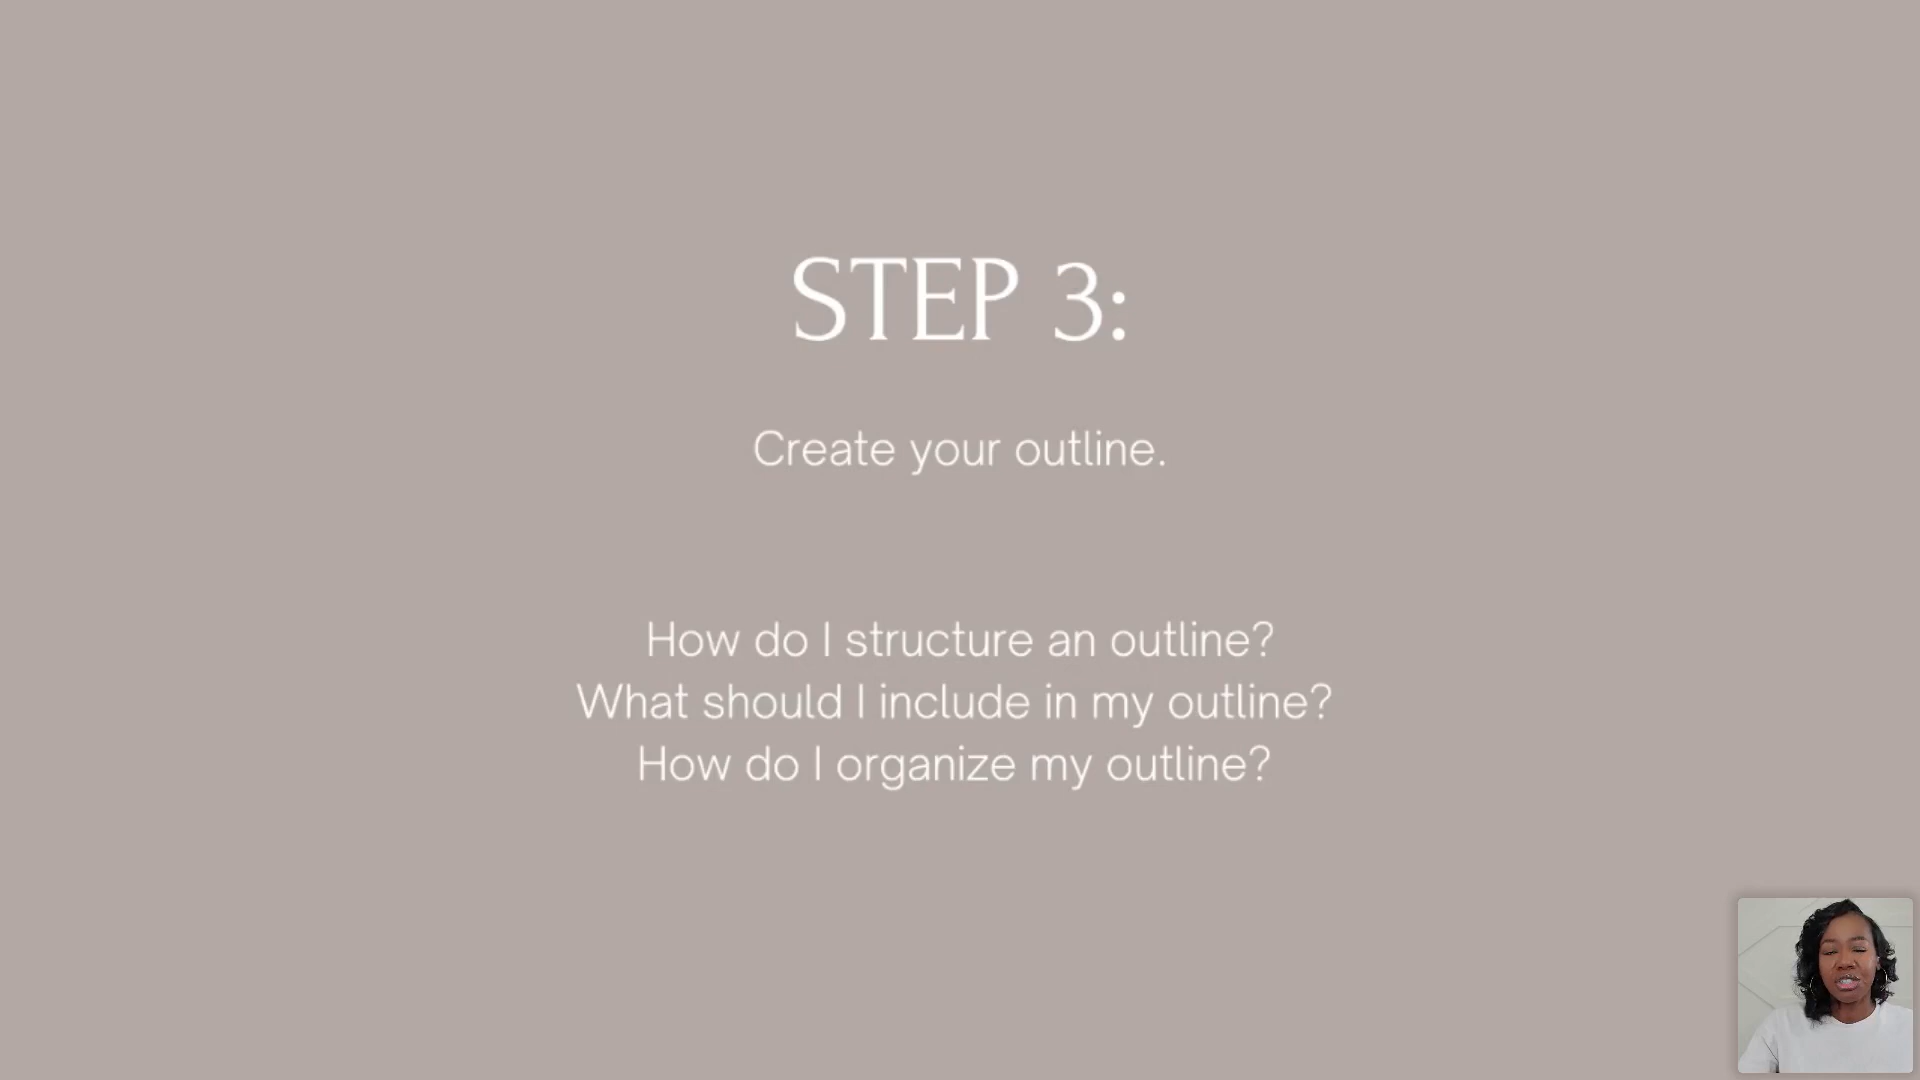 STEP 3:
Create your outline.
How do I structure an outline?
What should I include in my outline?
How do I organize my outline?